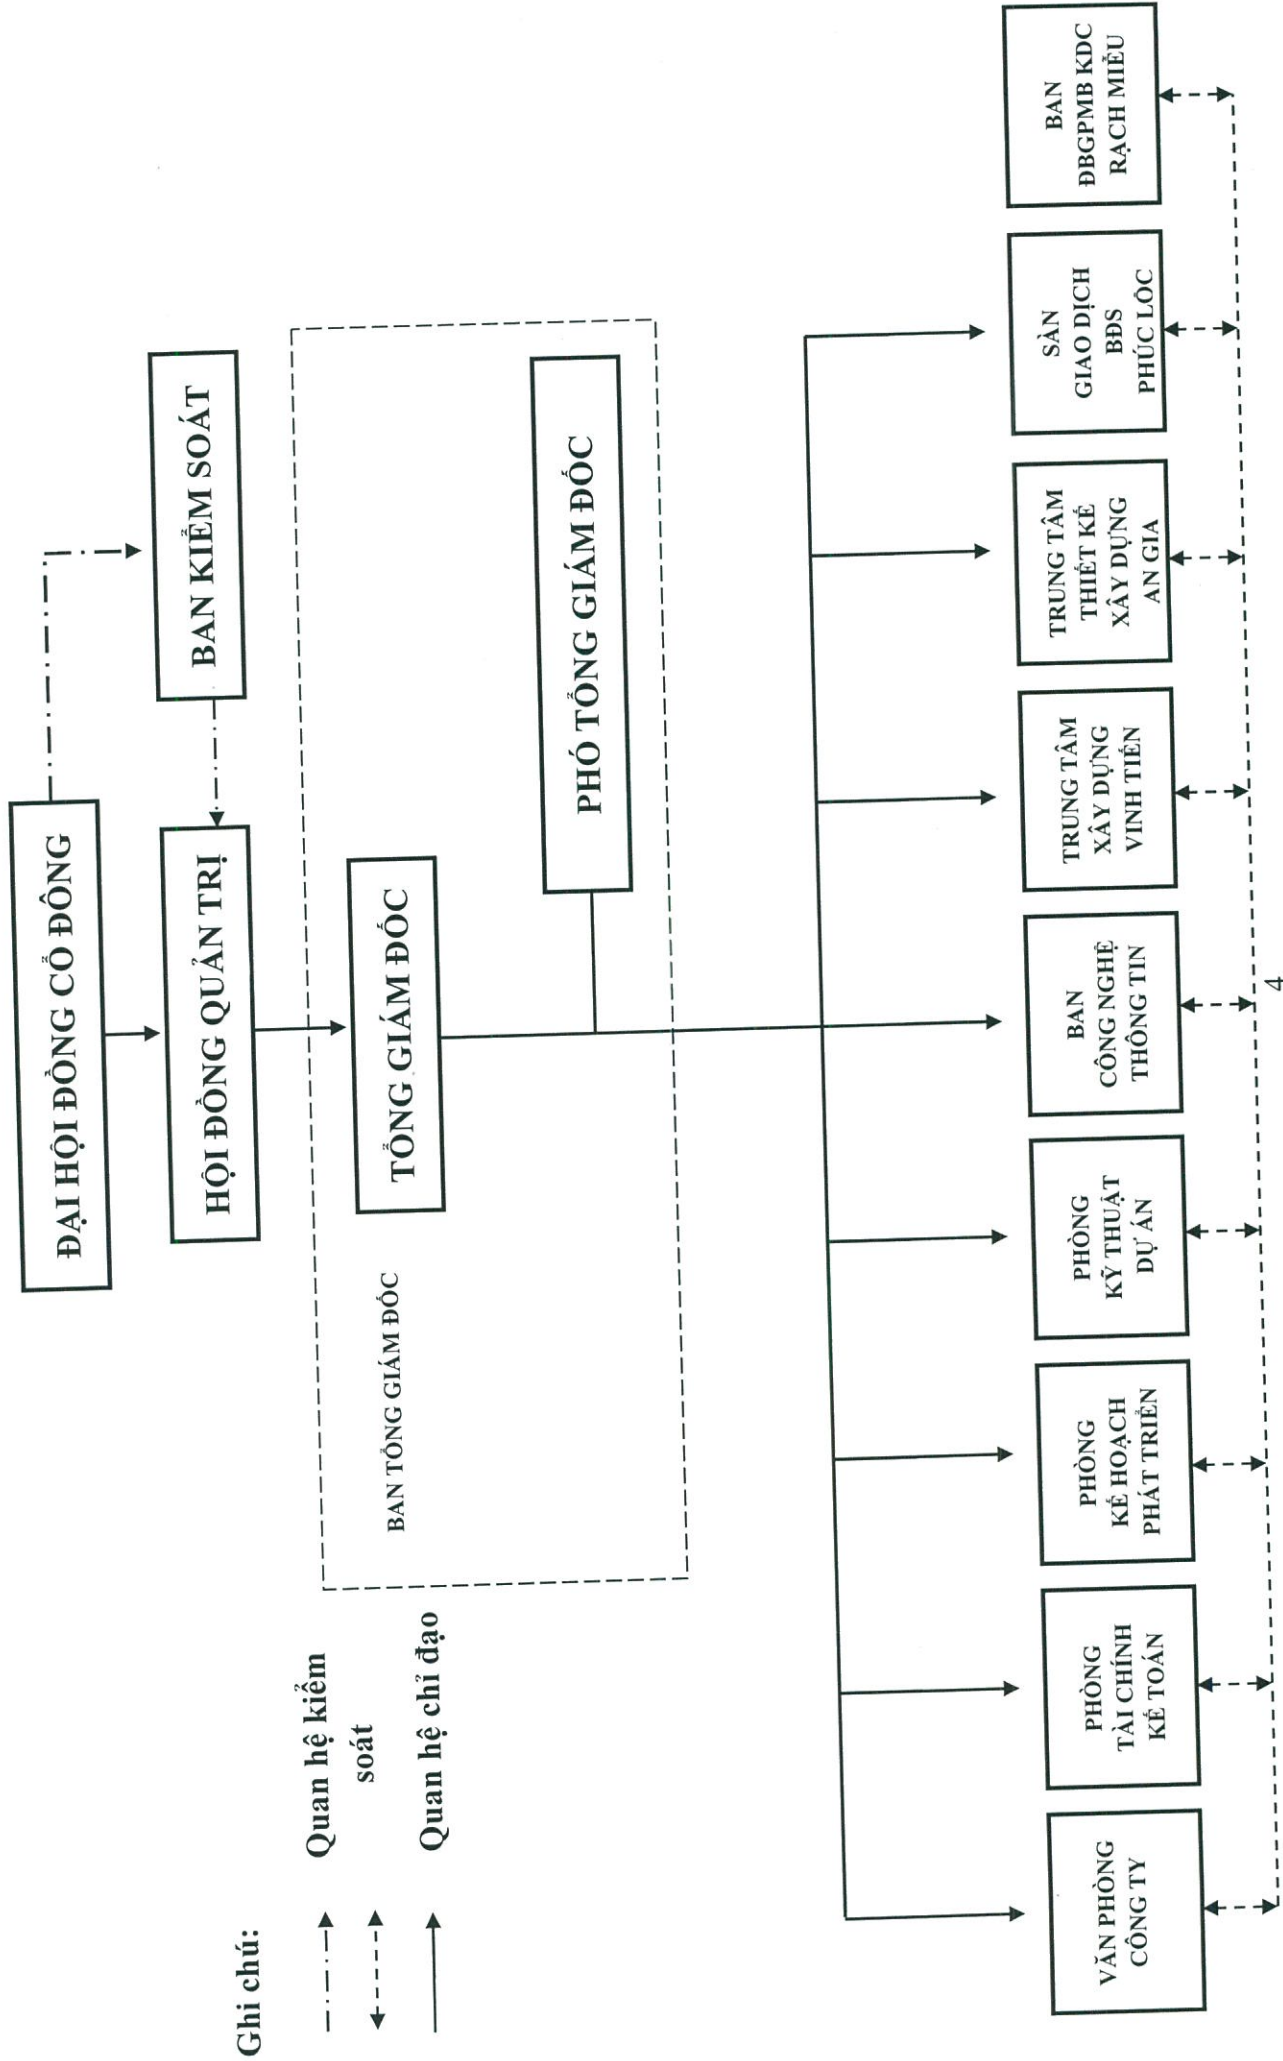 ĐẠI HỘI ĐỒNG CỔ ĐÔNG
BAN KIỂM SOÁT
HỘI ĐỒNG QUẢN TRỊ
TỔNG GIÁM ĐỐC
BAN TỔNG GIÁM ĐỐC
PHÓ TỔNG GIÁM ĐỐC
Ghi chú:
Quan hệ kiểm
soát
Quan hệ chỉ đạo
VĂN PHÒNG
CÔNG TY
PHÒNG
TÀI CHÍNH
KẾ TOÁN
PHÒNG
KẾ HOẠCH
PHÁT TRIỂN
PHÒNG
KỸ THUẬT
DỰ ÁN
BAN
CÔNG NGHỆ
THÔNG TIN
TRUNG TÂM
XÂY DỰNG
VINH TIẾN
TRUNG TÂM
THIẾT KẾ
XÂY DỰNG
AN GIA
SÀN
GIAO DỊCH
BĐS
PHÚC LỘC
BAN
ĐBGPMB KDC
RẠCH MIỄU
4